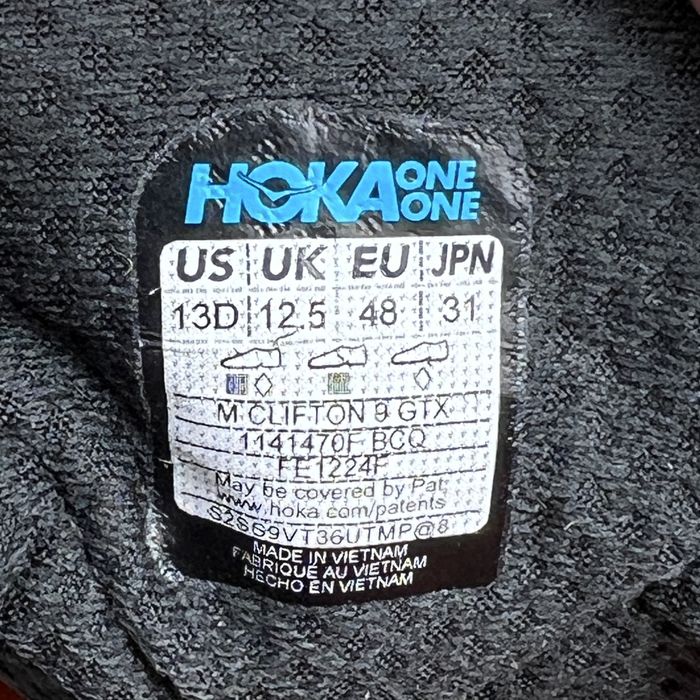 HOKA ONE ONE
US UK EU JPN
13D 12.5 48 31
M CLIFTON 9 GTX
1141470F BCQ
FE1224F
May be covered by Pat.
www.hoka.com/patents
S2S69VT36UTMP@8
MADE IN VIETNAM
FABRIQUÉ AU VIETNAM
HECHO EN VIETNAM